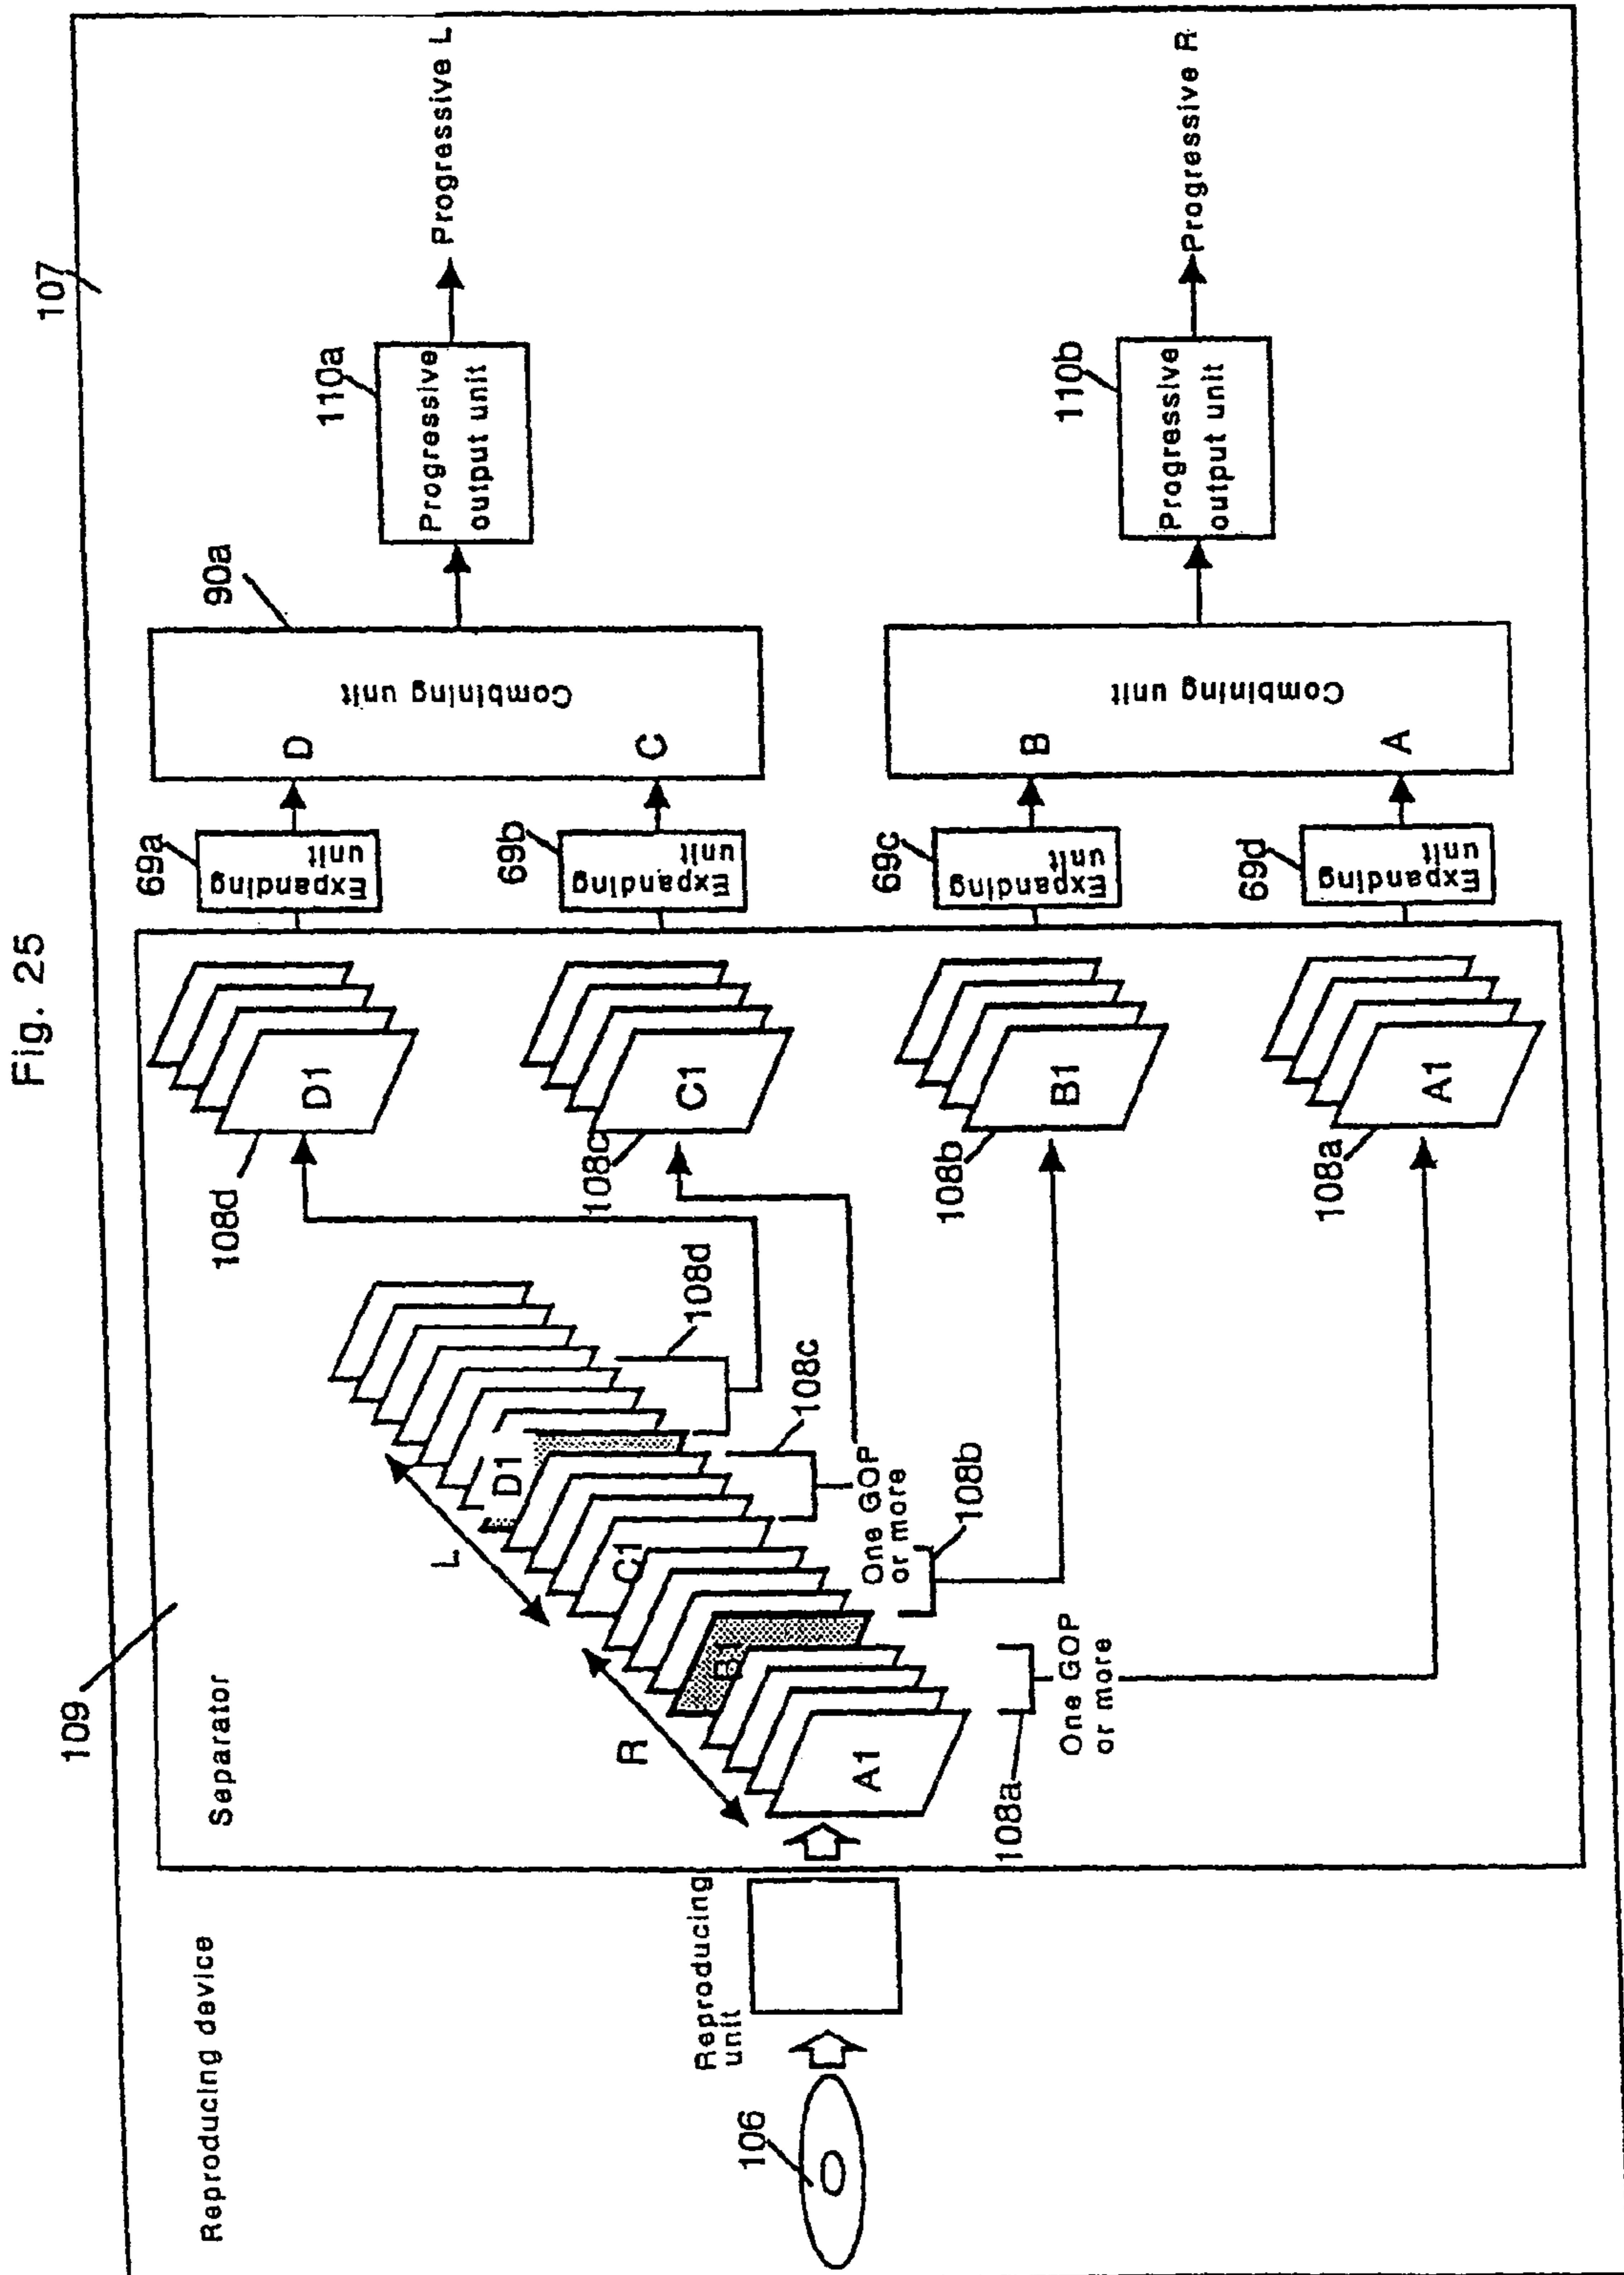 Fig. 25
107
Reproducing device
109
Separator
106
Reproducing
unit
A1
R
B1
C1
L
D1
108a
One GOP
or more
108b
One GOP
or more
108c
108d
108d
D1
108c
C1
108b
B1
108a
A1
69a
Expanding
unit
69b
Expanding
unit
69c
Expanding
unit
69d
Expanding
unit
90a
D
C
Combining unit
B
A
Combining unit
110a
Progressive
output unit
Progressive L
110b
Progressive
output unit
Progressive R